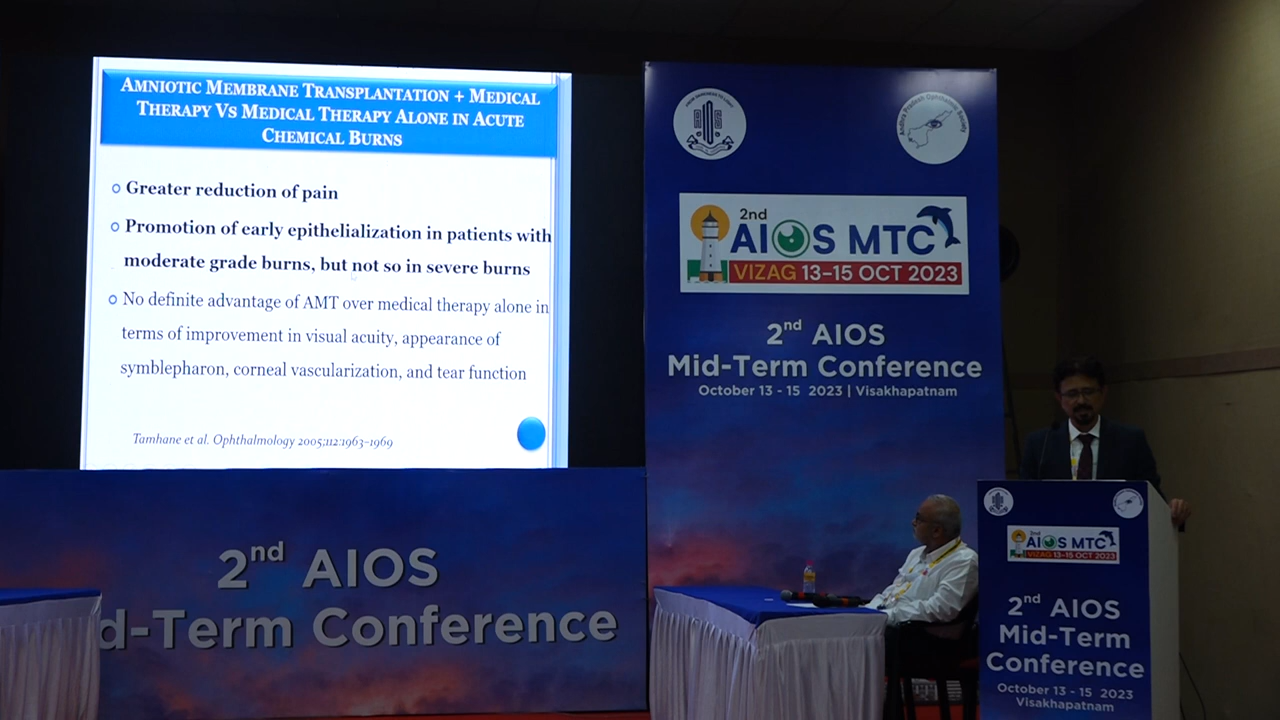 AMNIOTIC MEMBRANE TRANSPLANTATION + MEDICAL
THERAPY VS MEDICAL THERAPY ALONE IN ACUTE
CHEMICAL BURNS
Greater reduction of pain
Promotion of early epithelialization in patients with
moderate grade burns, but not so in severe burns
No definite advantage of AMT over medical therapy alone in
terms of improvement in visual acuity, appearance of
symblepharon, corneal vascularization, and tear function
Tamhane et al. Ophthalmology 2005;112:1963-1969
2nd AIOS
d-Term Conference
Andhra Pradesh Ophthalmic Society
2nd
AIOS MTC
VIZAG 13-15 OCT 2023
2nd AIOS
Mid-Term Conference
October 13 - 15 2023 | Visakhapatnam
2nd
AIOS MTC
VIZAG 13-15 OCT 2023
2nd AIOS
Mid-Term
Conference
October 13 - 15 2023
Visakhapatnam